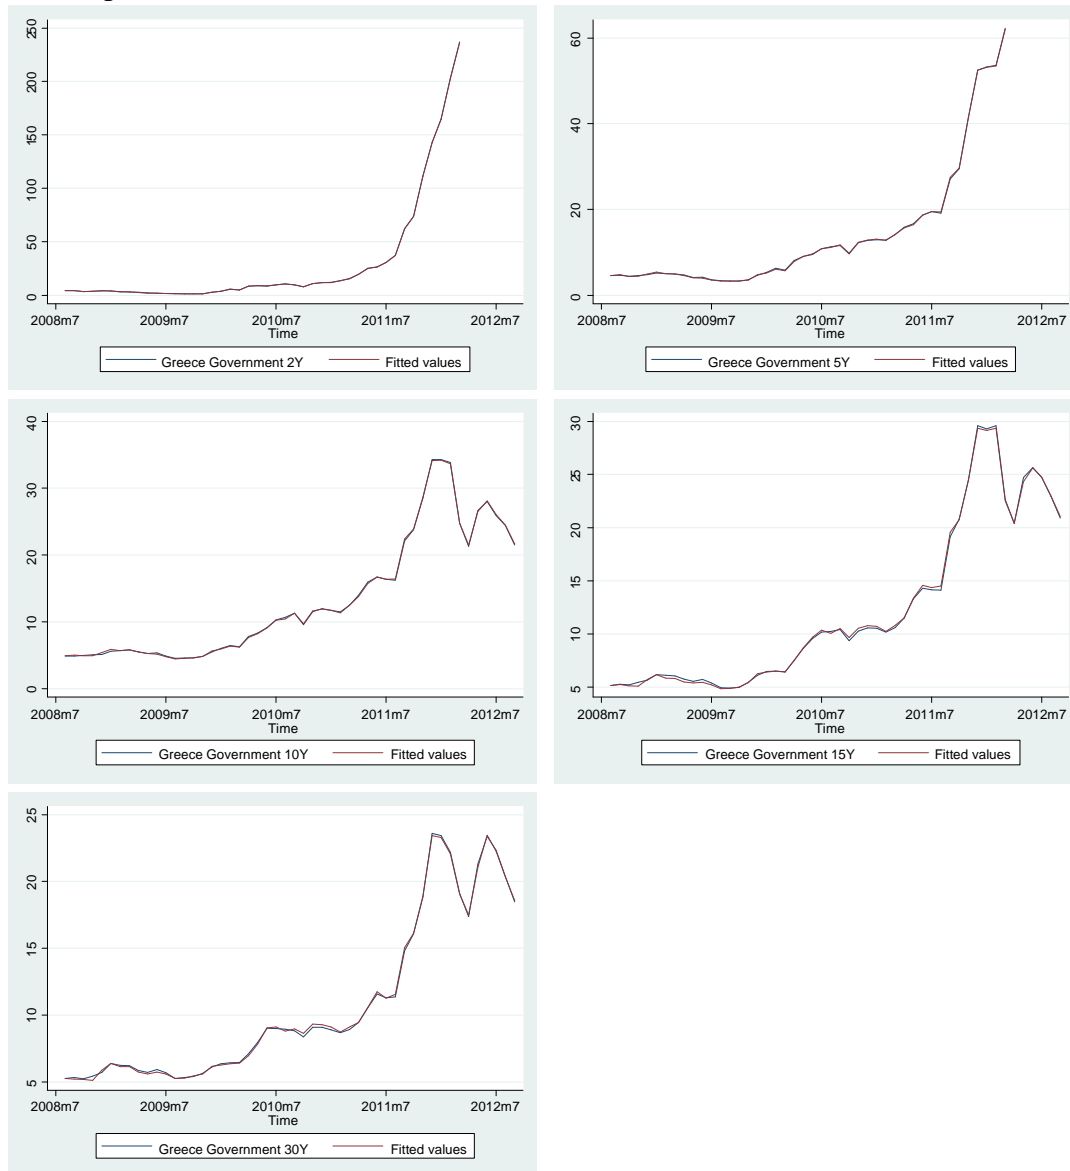 250
200
150
100
50
0
2008m7 2009m7 2010m7 2011m7 2012m7
Time
Greece Government 2Y Fitted values
60
40
20
0
2008m7 2009m7 2010m7 2011m7 2012m7
Time
Greece Government 5Y Fitted values
40
30
20
10
0
2008m7 2009m7 2010m7 2011m7 2012m7
Time
Greece Government 10Y Fitted values
30
25
20
15
10
5
2008m7 2009m7 2010m7 2011m7 2012m7
Time
Greece Government 15Y Fitted values
25
20
15
10
5
2008m7 2009m7 2010m7 2011m7 2012m7
Time
Greece Government 30Y Fitted values